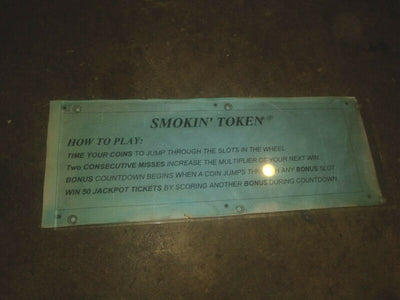 SMOKIN' TOKEN
HOW TO PLAY:
TIME YOUR COINS TO JUMP THROUGH THE SLOTS IN THE WHEEL
Two CONSECUTIVE MISSES INCREASE THE MULTIPLIER OF YOUR NEXT WIN
BONUS COUNTDOWN BEGINS WHEN A COIN JUMPS ANY BONUS SLOT
WIN 50 JACKPOT TICKETS BY SCORING ANOTHER BONUS DURING COUNTDOWN.